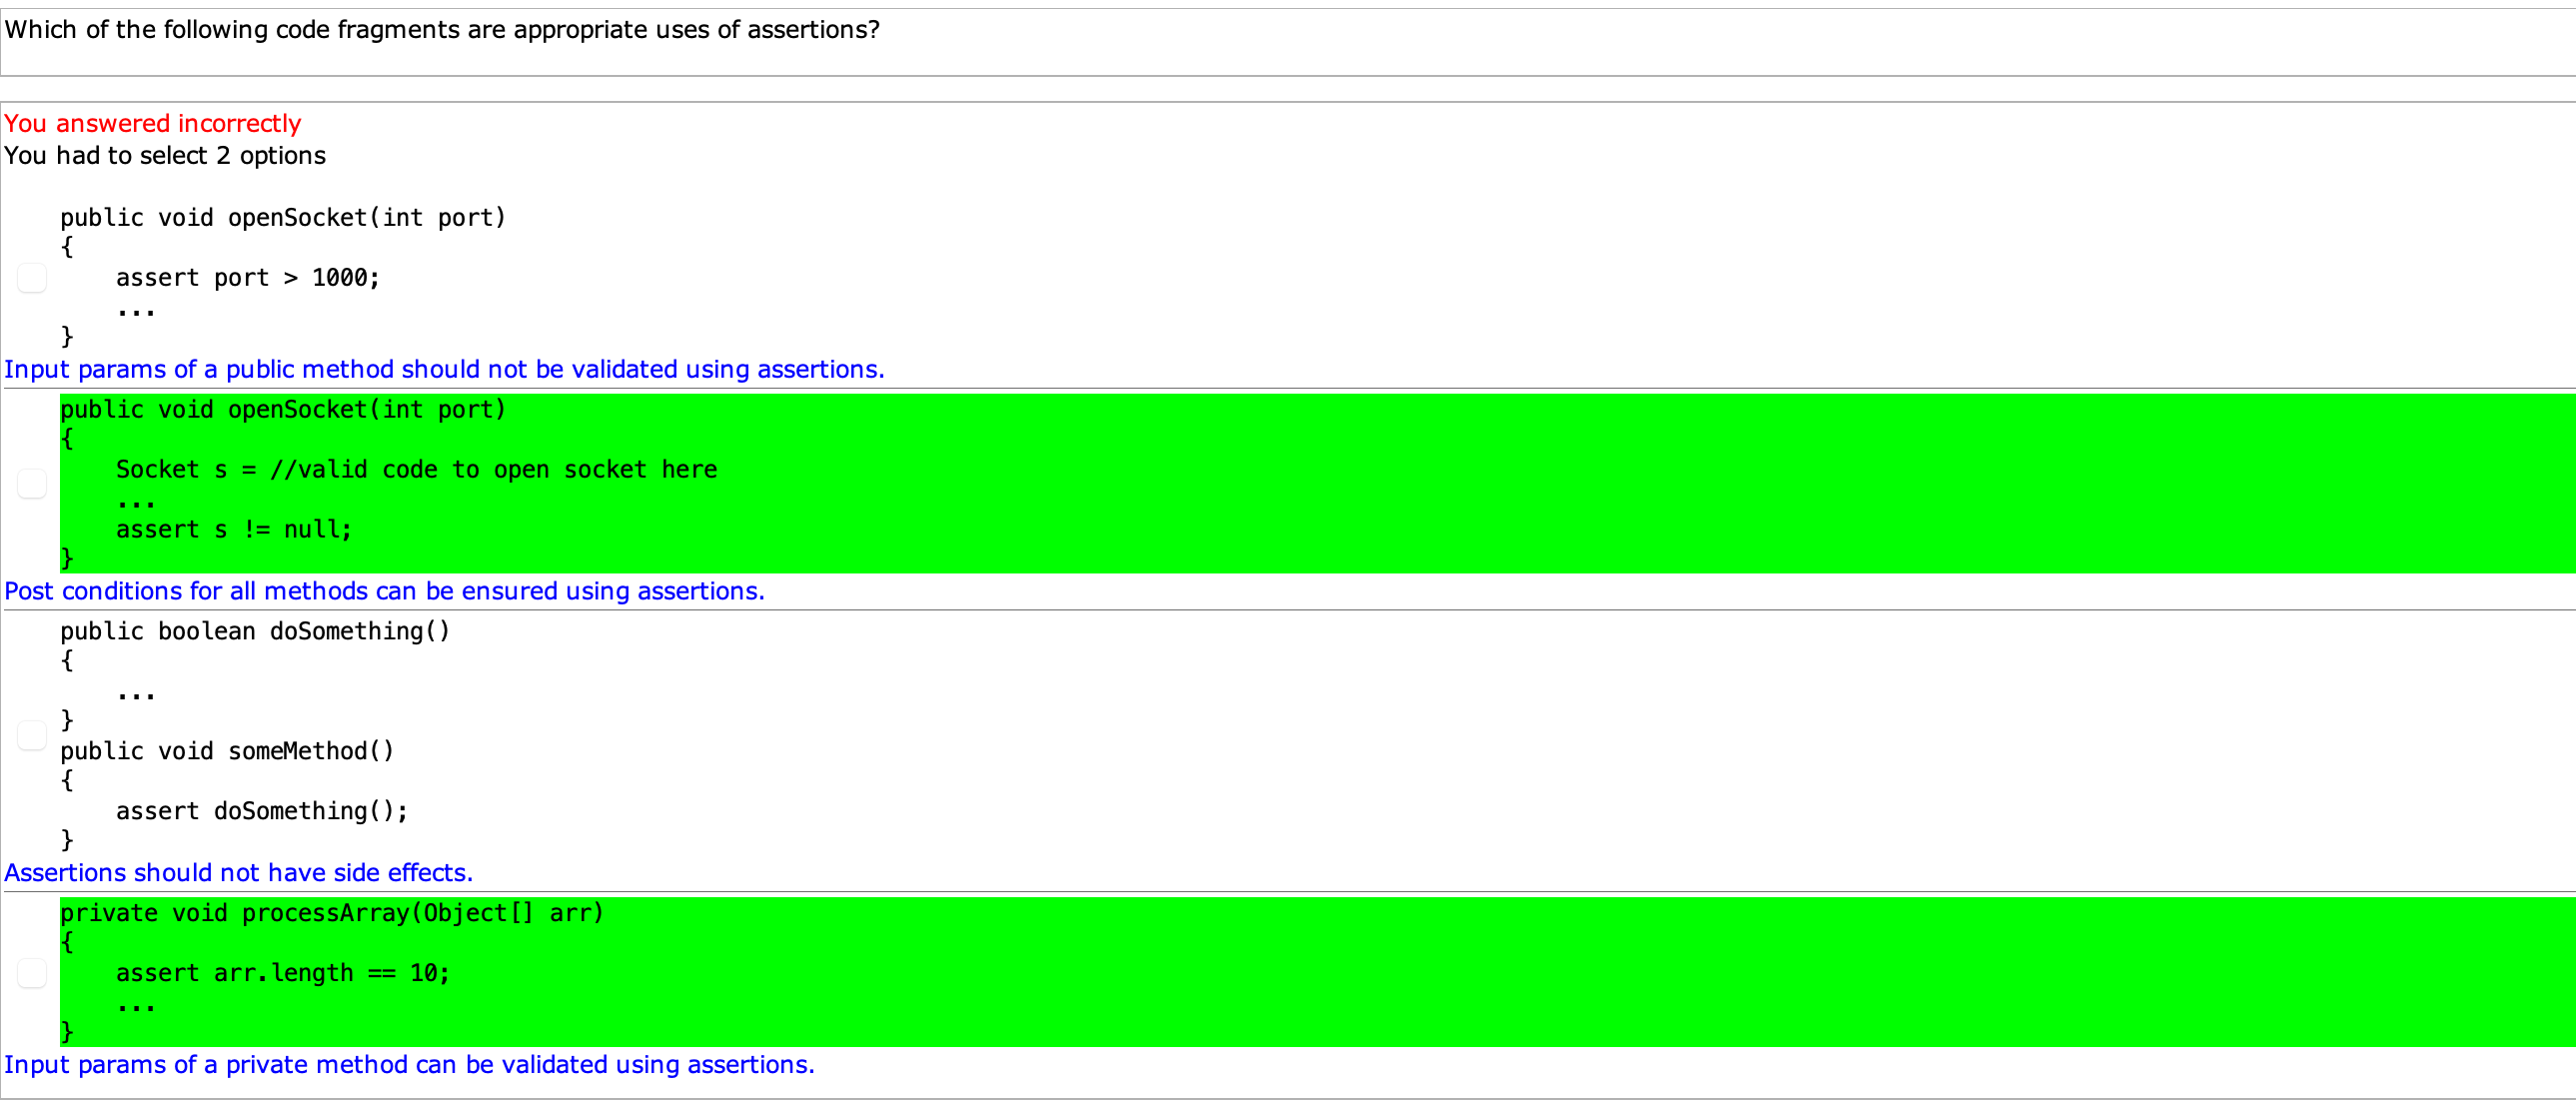 Which of the following code fragments are appropriate uses of assertions?
You answered incorrectly
You had to select 2 options
public void openSocket(int port)
{
    assert port > 1000;
    ...
}
Input params of a public method should not be validated using assertions.
public void openSocket(int port)
{
    Socket s = //valid code to open socket here
    ...
    assert s != null;
}
Post conditions for all methods can be ensured using assertions.
public boolean doSomething()
{
    ...
}
public void someMethod()
{
    assert doSomething();
}
Assertions should not have side effects.
private void processArray(Object[] arr)
{
    assert arr.length == 10;
    ...
}
Input params of a private method can be validated using assertions.